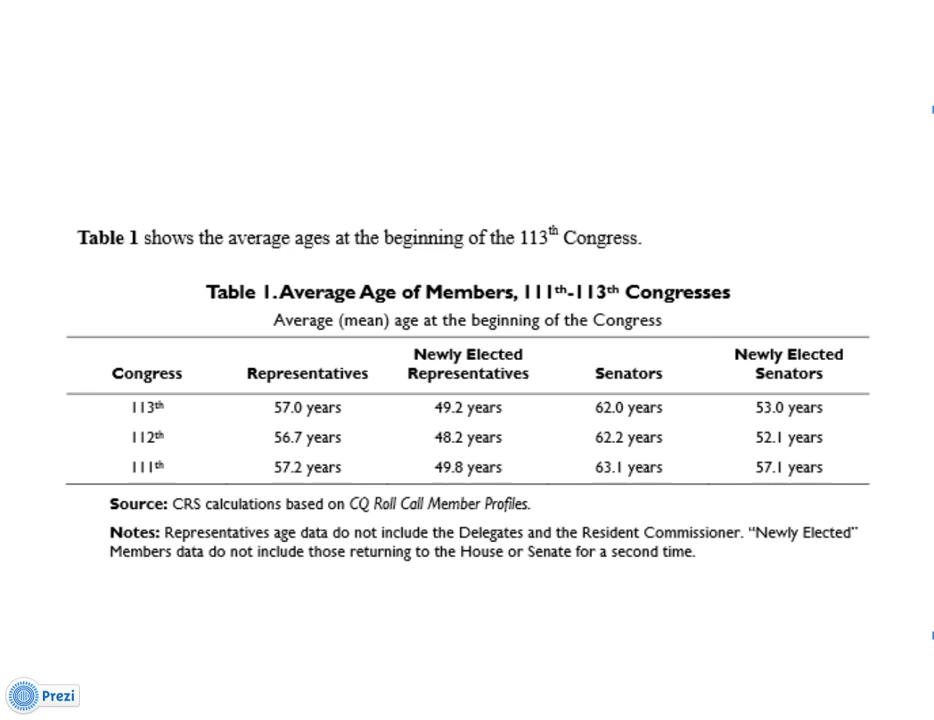 Table 1 shows the average ages at the beginning of the 113th Congress.
Table 1. Average Age of Members, 111th-113th Congresses
Average (mean) age at the beginning of the Congress
Congress Representatives Newly Elected Representatives Senators Newly Elected Senators
113th 57.0 years 49.2 years 62.0 years 53.0 years
112th 56.7 years 48.2 years 62.2 years 52.1 years
111th 57.2 years 49.8 years 63.1 years 57.1 years
Source: CRS calculations based on CQ Roll Call Member Profiles.
Notes: Representatives age data do not include the Delegates and the Resident Commissioner. “Newly Elected”
Members data do not include those returning to the House or Senate for a second time.
Prezi